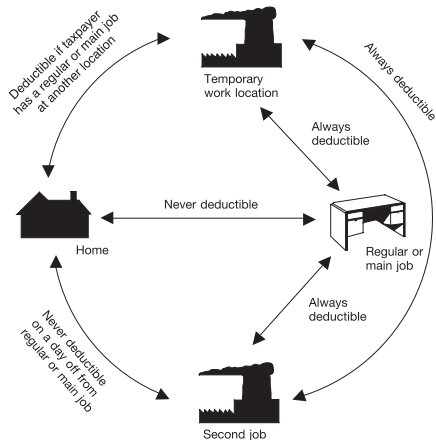 Deductible if taxpayer
has a regular or main job
at another location
Temporary
work location
Always deductible
Always
deductible
Never deductible
Home
Regular or
main job
Always
deductible
Never deductible
on a day off from
regular or main job
Second job